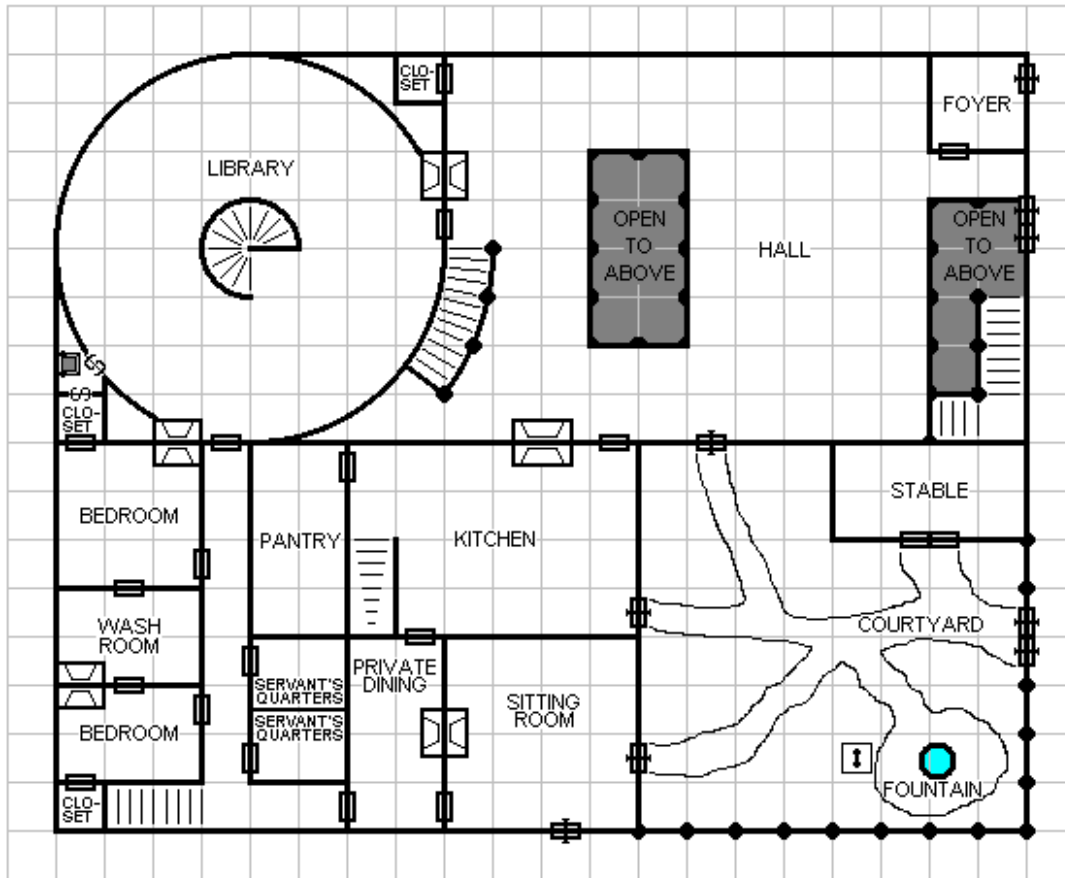 CLO-
SET
FOYER
LIBRARY
OPEN
TO
ABOVE
HALL
OPEN
TO
ABOVE
S
S
CLO-
SET
BEDROOM
PANTRY
KITCHEN
STABLE
WASH
ROOM
COURTYARD
PRIVATE
DINING
SERVANT'S
QUARTERS
SITTING
ROOM
SERVANT'S
QUARTERS
BEDROOM
FOUNTAIN
CLO-
SET